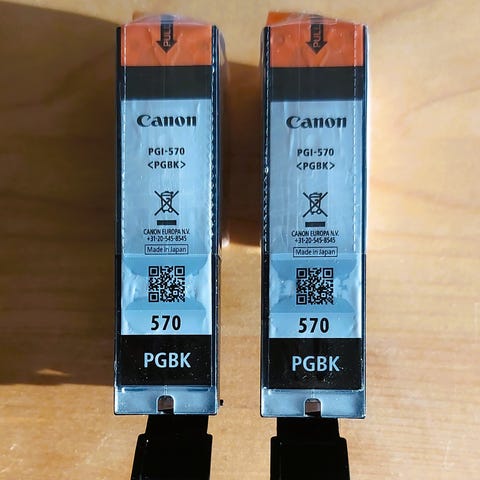 PULL
Canon
PGI-570
<PGBK>
CANON EUROPA N.V.
+31-20-545-8545
Made in Japan
570
PGBK
PULL
Canon
PGI-570
<PGBK>
CANON EUROPA N.V.
+31-20-545-8545
Made in Japan
570
PGBK